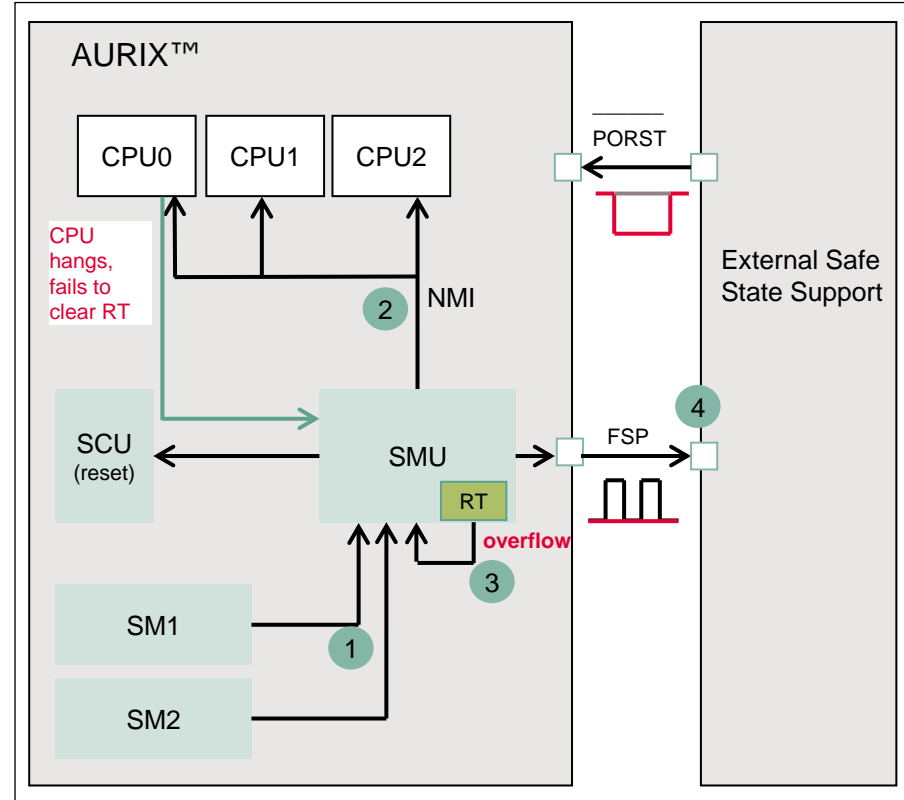 AURIX™
CPU0
CPU1
CPU2
PORST
CPU
hangs,
fails to
clear RT
2
NMI
External Safe
State Support
SCU
(reset)
SMU
RT
4
FSP
overflow
3
SM1
1
SM2